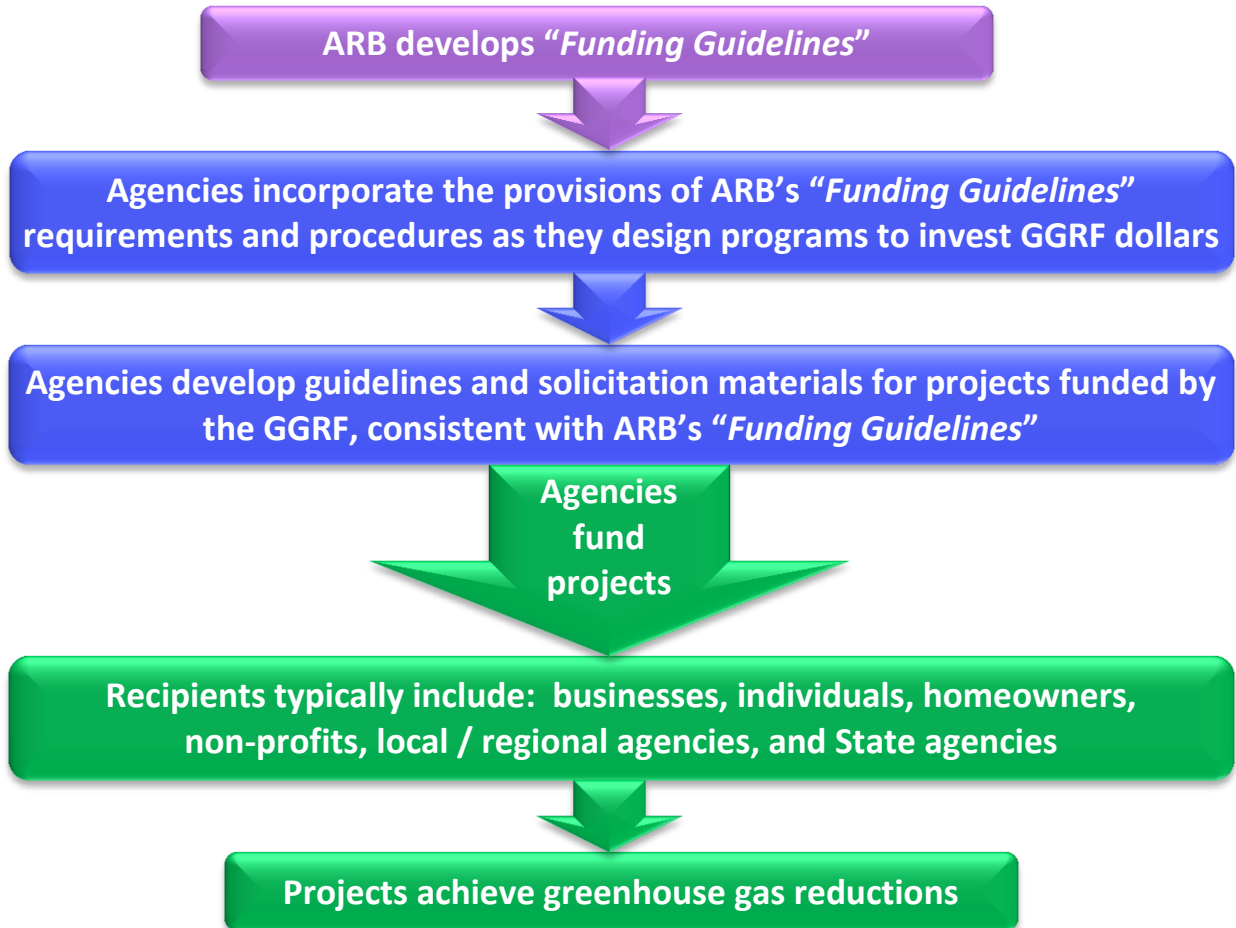 ARB develops “Funding Guidelines”
Agencies incorporate the provisions of ARB’s “Funding Guidelines”
requirements and procedures as they design programs to invest GGRF dollars
Agencies develop guidelines and solicitation materials for projects funded by
the GGRF, consistent with ARB’s “Funding Guidelines”
Agencies
fund
projects
Recipients typically include:  businesses, individuals, homeowners,
non-profits, local / regional agencies, and State agencies
Projects achieve greenhouse gas reductions